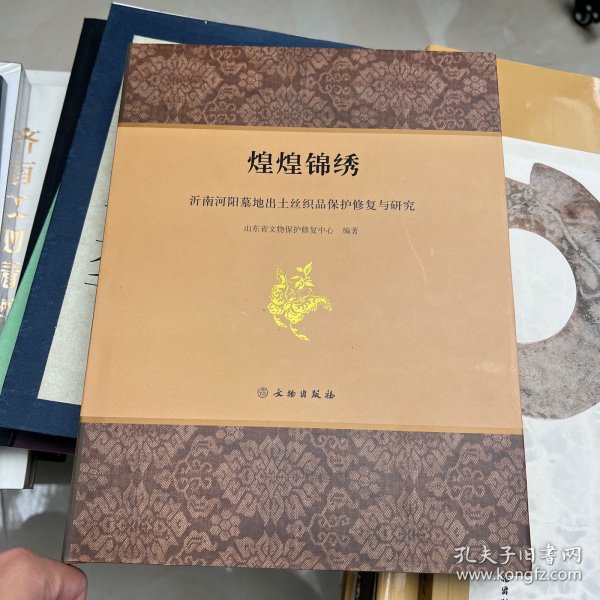 煌煌锦绣
沂南河阳墓地出土丝织品保护修复与研究
山东省文物保护修复中心 编著
文物出版社
孔夫子旧书网
www.kongfz.com